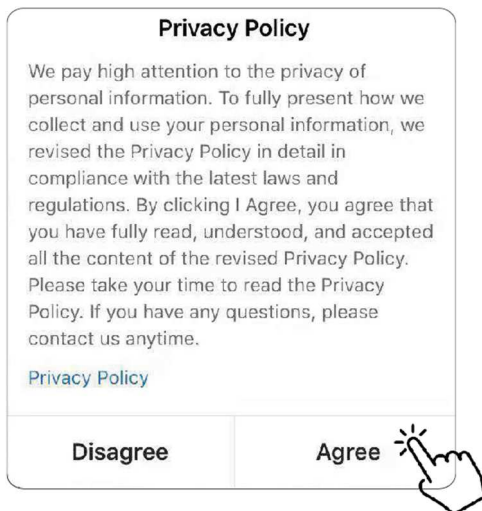 Privacy Policy
We pay high attention to the privacy of
personal information. To fully present how we
collect and use your personal information, we
revised the Privacy Policy in detail in
compliance with the latest laws and
regulations. By clicking I Agree, you agree that
you have fully read, understood, and accepted
all the content of the revised Privacy Policy.
Please take your time to read the Privacy
Policy. If you have any questions, please
contact us anytime.
Privacy Policy
Disagree
Agree